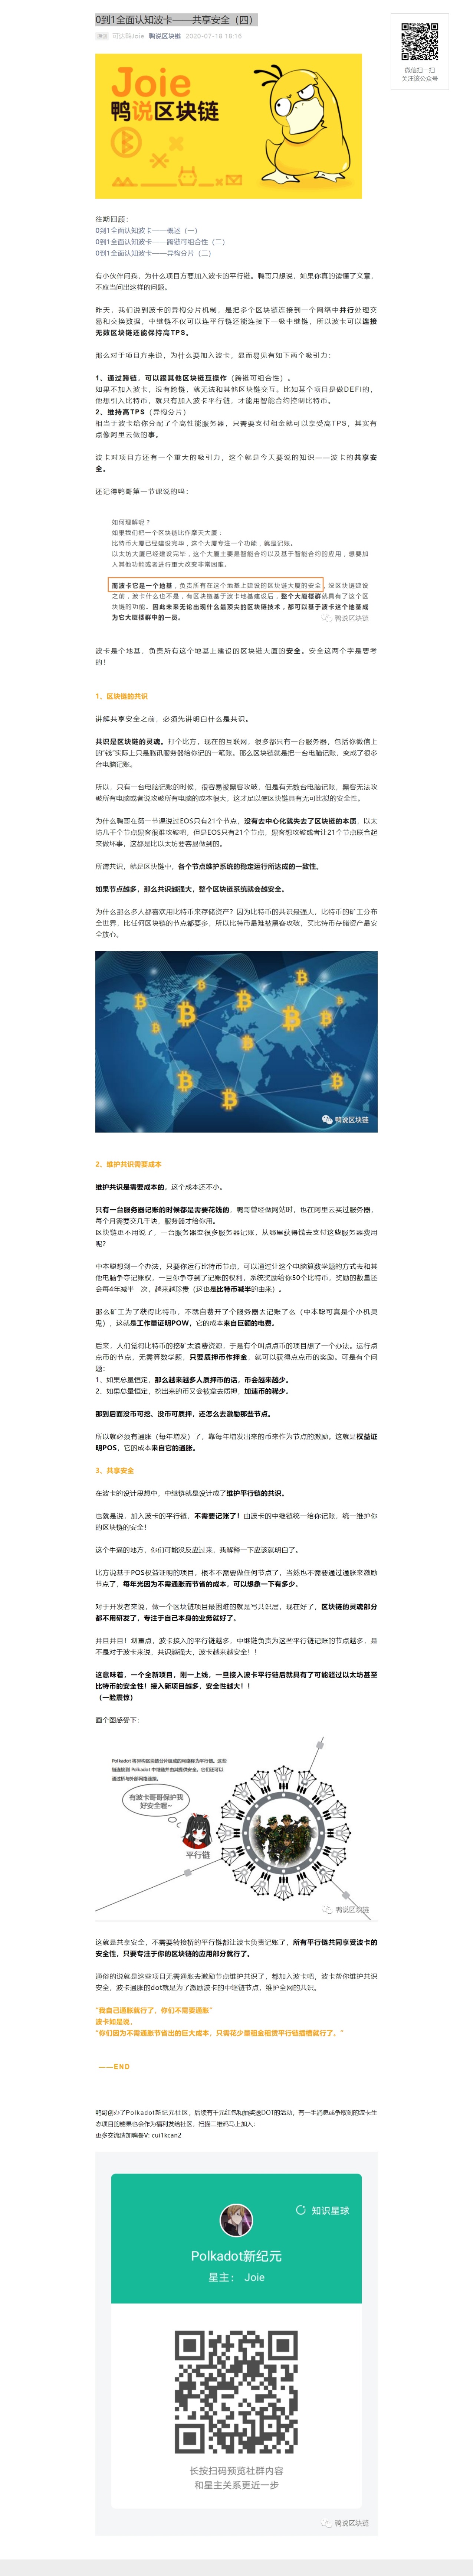 0到1全面认知波卡——共享安全（四）
原创 可达鸭Joie 鸭说区块链 2020-07-18 18:16
微信扫一扫
关注该公众号
Joie
鸭说区块链
往期回顾：
0到1全面认知波卡——概述（一）
0到1全面认知波卡——跨链可组合性（二）
0到1全面认知波卡——异构分片（三）
有小伙伴问我，为什么项目方要加入波卡的平行链。鸭哥只想说，如果你真的读懂了文章，
不应当问出这样的问题。
昨天，我们说到波卡的异构分片机制，是把多个区块链连接到一个网络中并行处理交
易和交换数据，中继链不仅可以连平行链还能连接下一级中继链，所以波卡可以连接
无数区块链还能保持高TPS。
那么对于项目方来说，为什么要加入波卡，显而易见有如下两个吸引力：
1、通过跨链，可以跟其他区块链互操作（跨链可组合性）。
如果不加入波卡，没有跨链，就无法和其他区块链交互。比如某个项目是做DEFI的，
他想引入比特币，就只有加入波卡平行链，才能用智能合约控制比特币。
2、维持高TPS（异构分片）
相当于波卡给你分配了个高性能服务器，只需要支付租金就可以享受高TPS，其实有
点像阿里云做的事。
波卡对项目方还有一个重大的吸引力，这个就是今天要说的知识——波卡的共享安
全。
还记得鸭哥第一节课说的吗：
如何理解呢？
如果我们把一个区块链比作摩天大厦：
比特币大厦已经建设完毕，这个大厦专注一个功能，就是记账。
以太坊大厦已经建设完毕，这个大厦主要是智能合约以及基于智能合约的应用，想要加
入其他功能或者进行重大改变非常困难。
而波卡它是一个地基，负责所有在这个地基上建设的区块链大厦的安全，没区块链建设
之前，波卡什么也不是，有区块链基于波卡地基建设后，整个大厦楼群就具有了这个区
块链的功能。因此未来无论出现什么最顶尖的区块链技术，都可以基于波卡这个地基成
为它大厦楼群中的一员。
鸭说区块链
波卡是个地基，负责所有这个地基上建设的区块链大厦的安全。安全这两个字是要考
的！
1、区块链的共识
讲解共享安全之前，必须先讲明白什么是共识。
共识是区块链的灵魂。打个比方，现在的互联网，很多都只有一台服务器，包括你微信上
的“钱”实际上只是腾讯服务器给你记的一笔账。那么区块链就是把一台电脑记账，变成了很多
台电脑记账。
所以，只有一台电脑记账的时候，很容易被黑客攻破，但是有无数台电脑记账，黑客无法攻
破所有电脑或者说攻破所有电脑的成本很大，这才足以使区块链具有无可比拟的安全性。
为什么鸭哥在第一节课说过EOS只有21个节点，没有去中心化就失去了区块链的本质，以太
坊几千个节点黑客很难攻破吧，但是EOS只有21个节点，黑客想攻破或者让21个节点联合起
来做坏事，这都是比以太坊要容易做到的。
所谓共识，就是区块链中，各个节点维护系统的稳定运行所达成的一致性。
如果节点越多，那么共识越强大，整个区块链系统就会越安全。
为什么那么多人都喜欢用比特币来存储资产？因为比特币的共识最强大，比特币的矿工分布
全世界，比任何区块链的节点都要多，所以比特币最难被黑客攻破，买比特币存储资产最安
全放心。
鸭说区块链
2、维护共识需要成本
维护共识是需要成本的，这个成本还不小。
只有一台服务器记账的时候都是需要花钱的，鸭哥曾经做网站时，也在阿里云买过服务器，
每个月需要交几千块，服务器才给你用。
区块链更不用说了，一台服务器变很多服务器记账，从哪里获得钱去支付这些服务器费用
呢？
中本聪想到一个办法，只要你运行比特币节点，可以通过让这个电脑算数学题的方式去和其
他电脑争夺记账权，一旦你争夺到了记账的权利，系统奖励给你50个比特币，奖励的数量还
会每4年减半一次，越来越珍贵（这也是比特币减半的由来）。
那么矿工为了获得比特币，不就自费开了个服务器去记账了么（中本聪可真是个小机灵
鬼），这就是工作量证明POW，它的成本来自巨额的电费。
后来，人们觉得比特币的挖矿太浪费资源，于是有个叫点点币的项目想了一个办法。运行点
点币的节点，无需算数学题，只要质押币作押金，就可以获得点点币的奖励。可是有个问
题：
1、如果总量恒定，那么越来越多人质押币的话，币会越来越少。
2、如果总量恒定，挖出来的币又会被拿去质押，加速币的稀少。
那到后面没币可挖、没币可质押，还怎么去激励那些节点。
所以就必须有通胀（每年增发）了，靠每年增发出来的币来作为节点的激励。这就是权益证
明POS，它的成本来自它的通胀。
3、共享安全
在波卡的设计思想中，中继链就是设计成了维护平行链的共识。
也就是说，加入波卡的平行链，不需要记账了！由波卡的中继链统一给你记账，统一维护你
的区块链的安全！
这个牛逼的地方，你们可能没反应过来，我解释一下应该就明白了。
比方说基于POS权益证明的项目，根本不需要做任何节点了，当然也不需要通过通胀来激励
节点了，每年光因为不需通胀而节省的成本，可以想象一下有多少。
对于开发者来说，做一个区块链项目最困难的就是写共识层，现在好了，区块链的灵魂部分
都不用研发了，专注于自己本身的业务就好了。
并且并且！划重点，波卡接入的平行链越多，中继链负责为这些平行链记账的节点越多，是
不是对于波卡来说，共识越强大，波卡越来越安全！！
这意味着，一个全新项目，刚一上线，一旦接入波卡平行链后就具有了可能超过以太坊甚至
比特币的安全性！接入新项目越多，安全性越大！！
（一脸震惊）
画个图感受下：
Polkadot 将异构区块链分片组成的网络称为平行链。这些
链连接到 Polkadot 中继链并由其提供安全。它们还可以
通过桥与外部网络连接。
有波卡哥哥保护我
好安全喔~
平行链
鸭说区块链
这就是共享安全，不需要转接桥的平行链都让波卡负责记账了，所有平行链共同享受波卡的
安全性，只要专注于你的区块链的应用部分就行了。
通俗的说就是这些项目无需通胀去激励节点维护共识了，都加入波卡吧，波卡帮你维护共识
安全，波卡通胀的dot就是为了激励波卡的中继链节点，维护全网的共识。
“我自己通胀就行了，你们不需要通胀”
波卡如是说，
“你们因为不需通胀节省出的巨大成本，只需花少量租金租赁平行链插槽就行了。”
——END
鸭哥创办了Polkadot新纪元社区，后续有千元红包和抽奖送DOT的活动，有一手消息或争取到的波卡生
态项目的糖果也会作为福利发给社区，扫描二维码马上加入：
更多交流请加鸭哥V: cui1kcan2
知识星球
Polkadot新纪元
星主： Joie
长按扫码预览社群内容
和星主关系更近一步
鸭说区块链